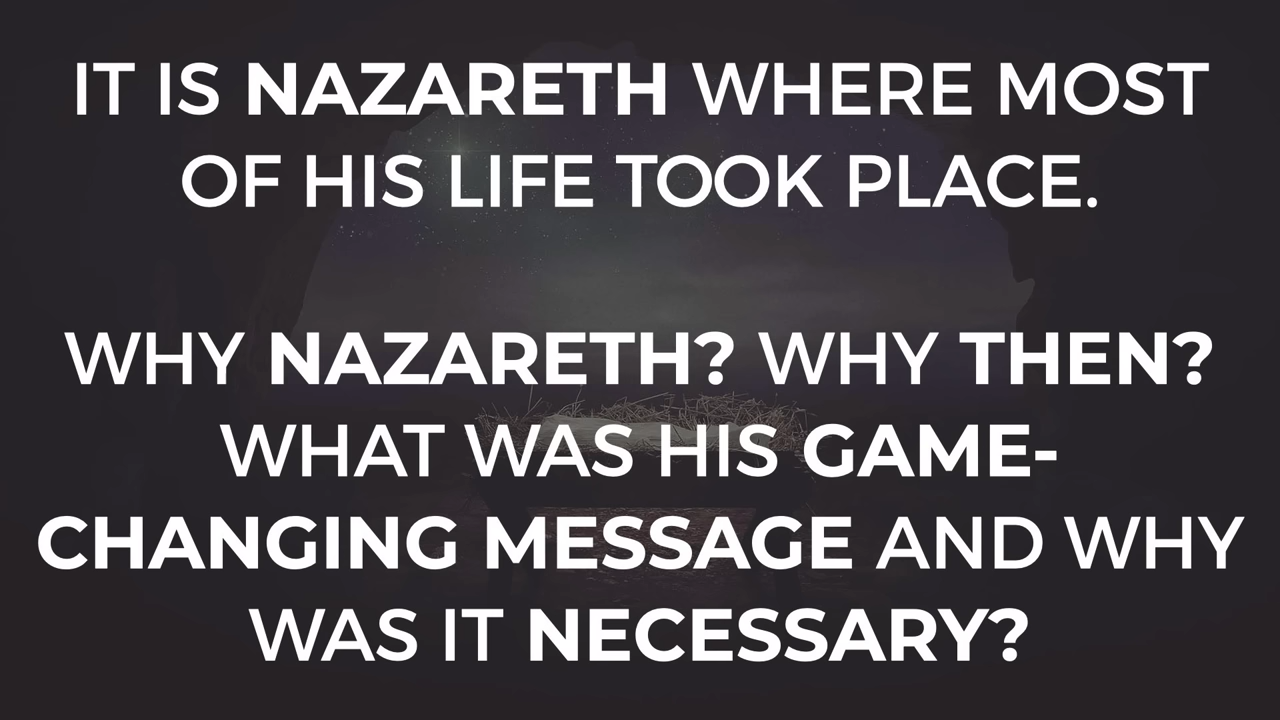 IT IS NAZARETH WHERE MOST
OF HIS LIFE TOOK PLACE.
WHY NAZARETH? WHY THEN?
WHAT WAS HIS GAME-
CHANGING MESSAGE AND WHY
WAS IT NECESSARY?